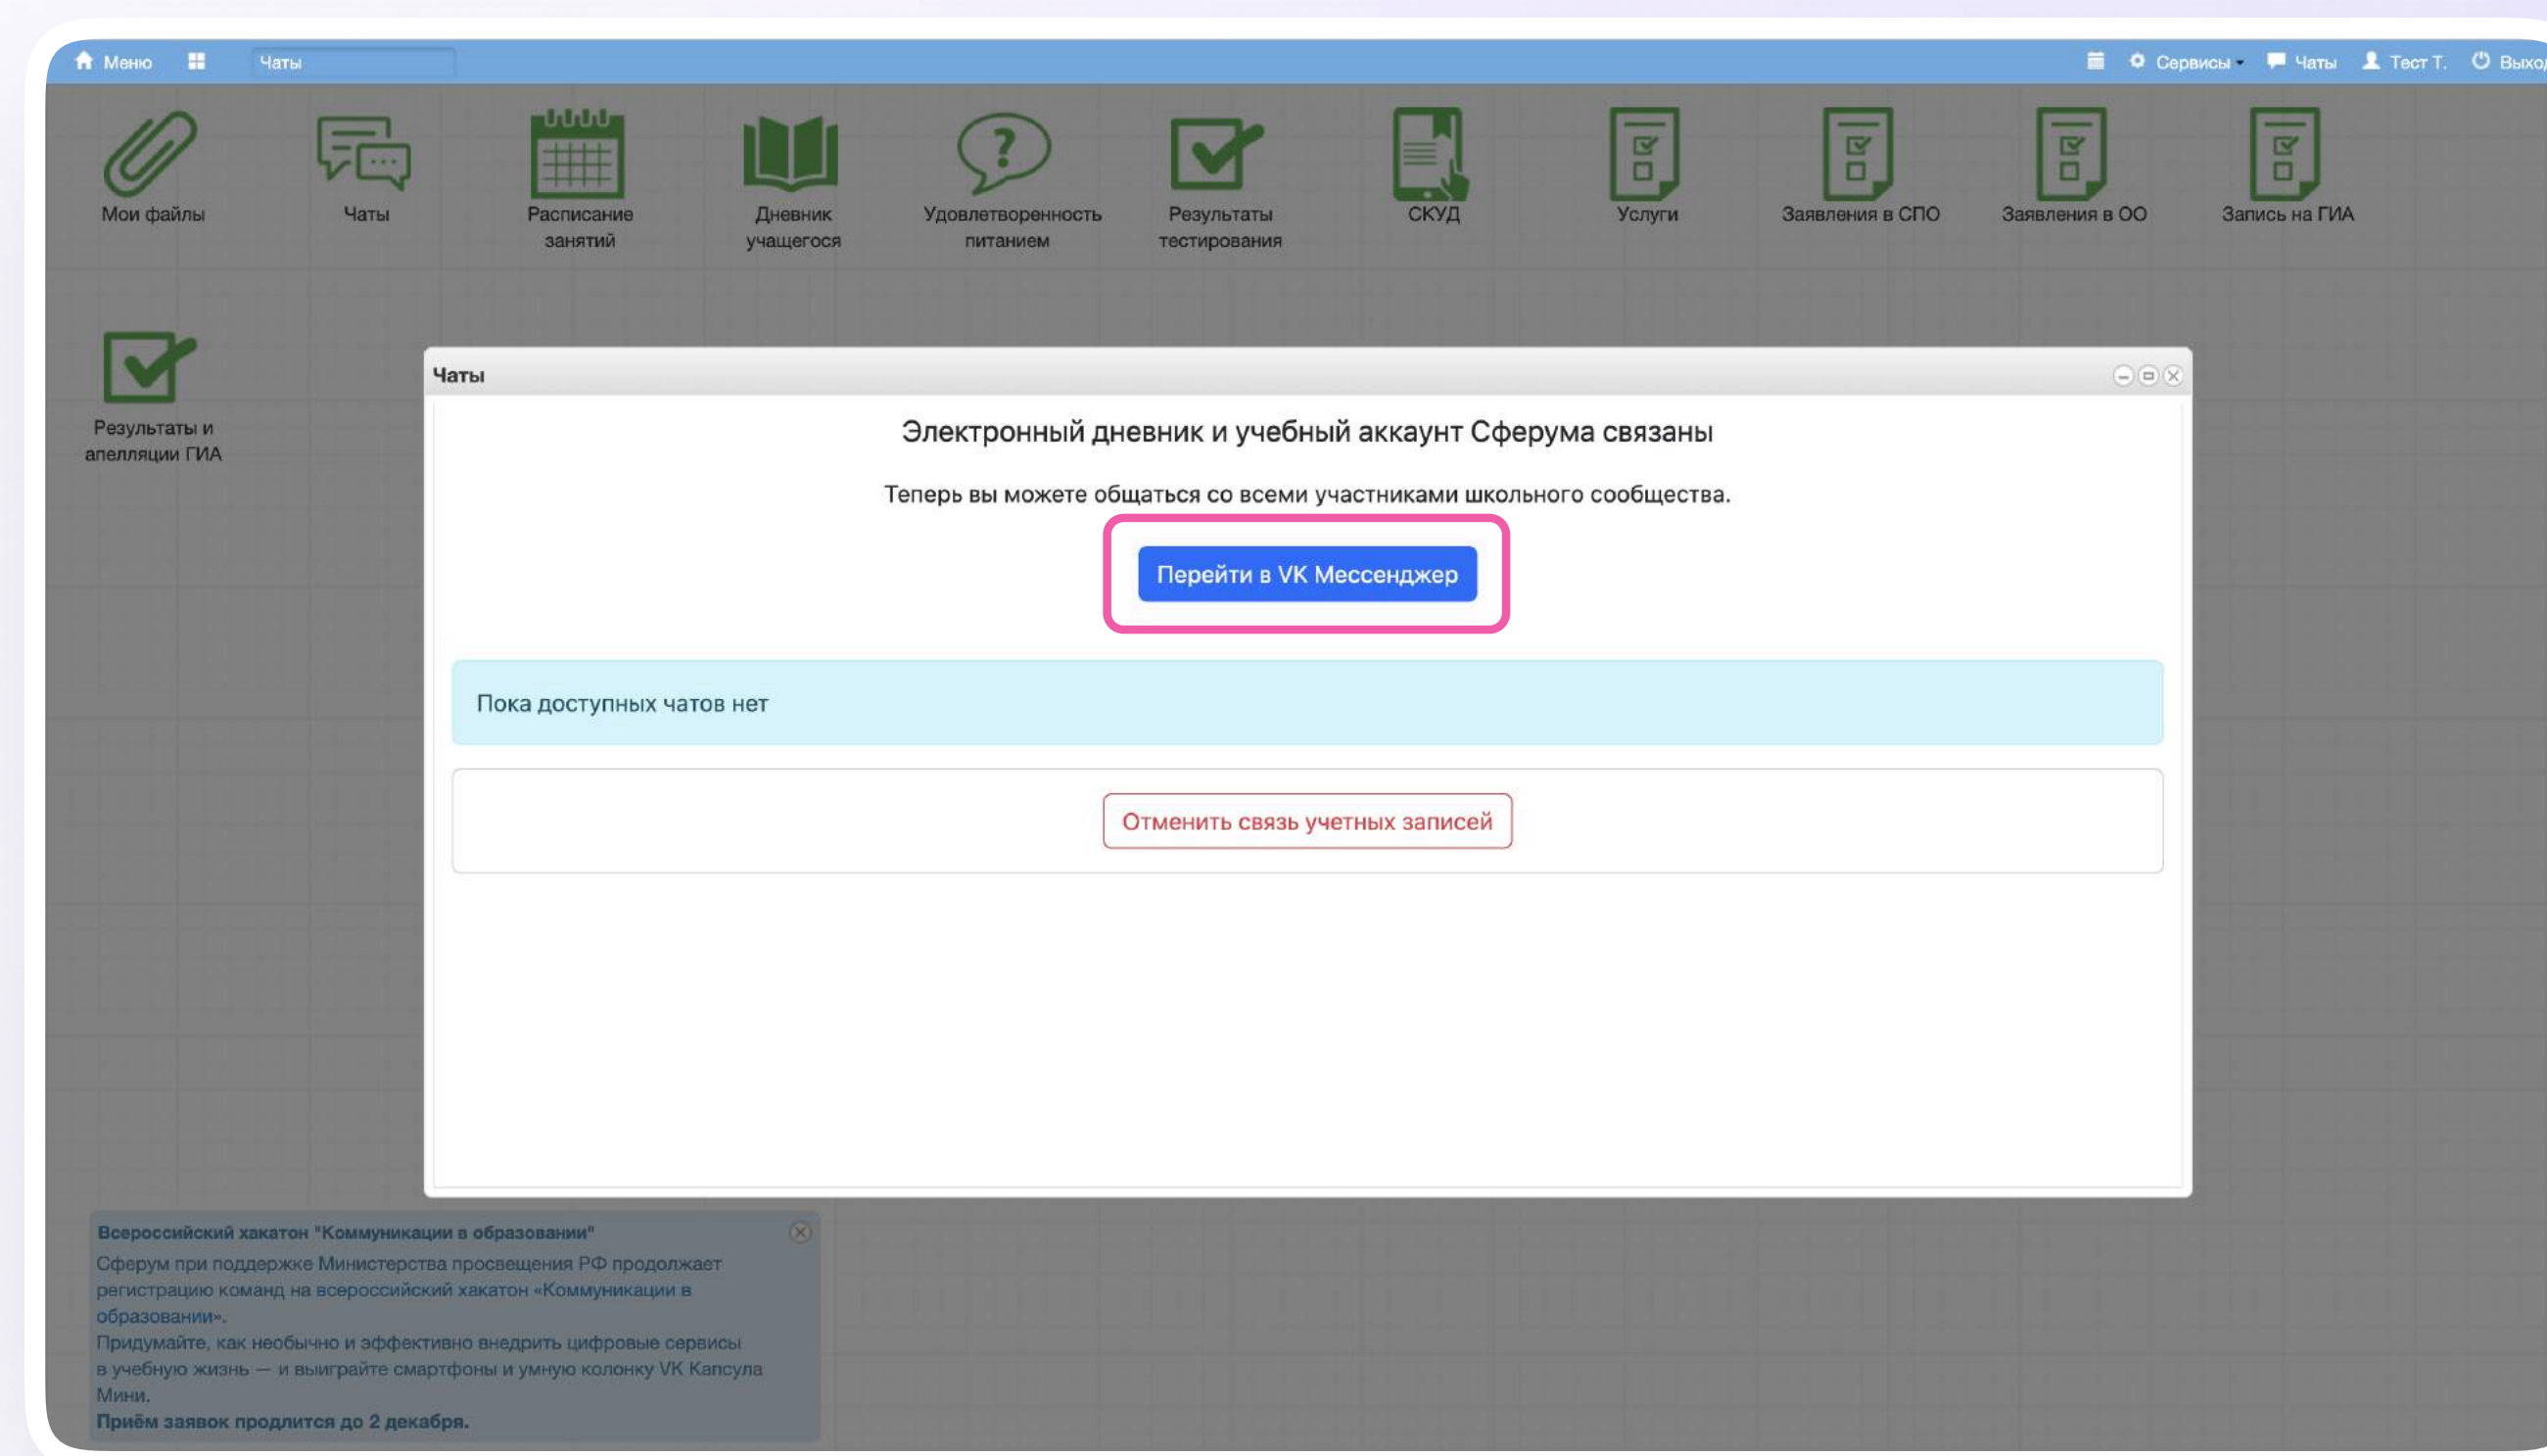 Меню
Чаты
Сервисы
Чаты
Тест Т.
Выход
Мои файлы
Чаты
Расписание
занятий
Дневник
учащегося
Удовлетворенность
питанием
Результаты
тестирования
СКУД
Услуги
Заявления в СПО
Заявления в ОО
Запись на ГИА
Результаты и
апелляции ГИА
Чаты
Электронный дневник и учебный аккаунт Сферума связаны
Теперь вы можете общаться со всеми участниками школьного сообщества.
Перейти в VK Мессенджер
Пока доступных чатов нет
Отменить связь учетных записей
Всероссийский хакатон "Коммуникации в образовании"
Сферум при поддержке Министерства просвещения РФ продолжает
регистрацию команд на всероссийский хакатон «Коммуникации в
образовании».
Придумайте, как необычно и эффективно внедрить цифровые сервисы
в учебную жизнь — и выиграйте смартфоны и умную колонку VK Капсула
Мини.
Приём заявок продлится до 2 декабря.